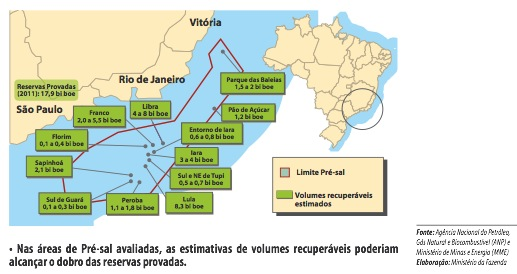 Vitória
Reservas Provadas
(2011): 17,9 bi boe
Rio de Janeiro
Parque das Baleias
1,5 a 2 bi boe
São Paulo
Franco
2,0 a 5,5 bi boe
Libra
4 a 8 bi boe
Pão de Açúcar
1,2 bi boe
Florim
0,1 a 0,4 bi boe
Entorno de Iara
0,6 a 0,8 bi boe
Iara
3 a 4 bi boe
Sapinhoá
2,1 bi boe
Sul e NE de Tupi
0,5 a 0,7 bi boe
Sul de Guará
0,1 a 0,3 bi boe
Peroba
1,1 a 1,8 bi boe
Lula
8,3 bi boe
Limite Pré-sal
Volumes recuperáveis
estimados
• Nas áreas de Pré-sal avaliadas, as estimativas de volumes recuperáveis poderiam
alcançar o dobro das reservas provadas.
Fonte: Agência Nacional do Petróleo,
Gás Natural e Biocombustível (ANP) e
Ministério de Minas e Energia (MME)
Elaboração: Ministério da Fazenda